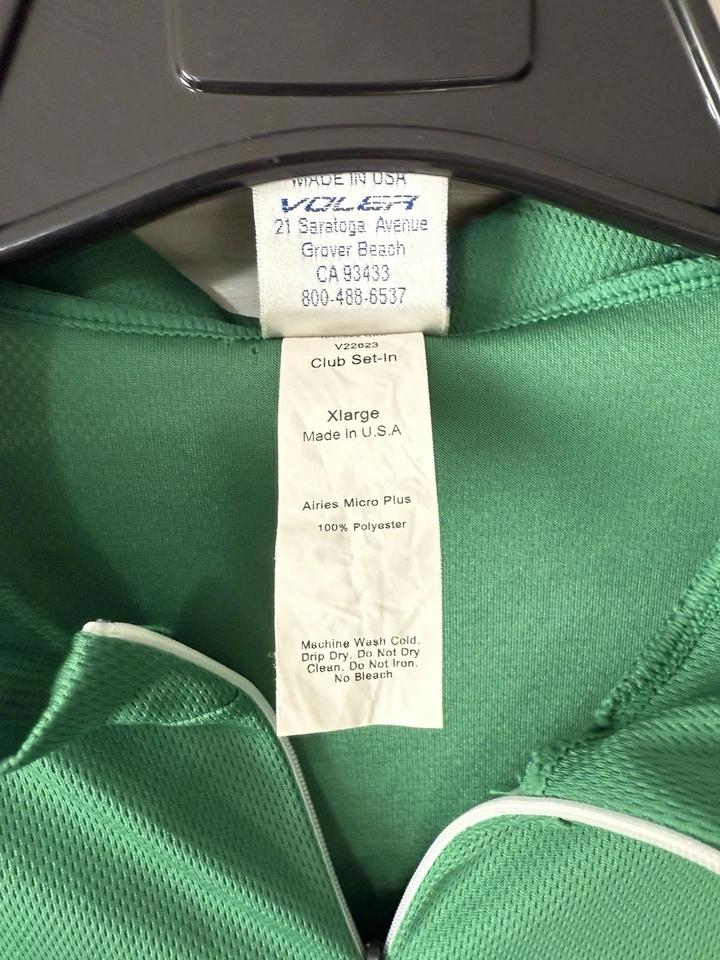 MADE IN USA
VOLER
21 Saratoga Avenue
Grover Beach
CA 93433
800-488-6537
V22623
Club Set-In
Xlarge
Made in U.S.A
Airies Micro Plus
100% Polyester
Machine Wash Cold.
Drip Dry. Do Not Dry
Clean. Do Not Iron.
No Bleach